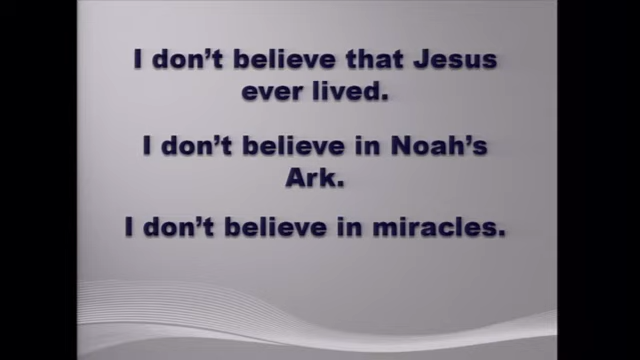 I don't believe that Jesus
ever lived.
I don't believe in Noah's
Ark.
I don't believe in miracles.